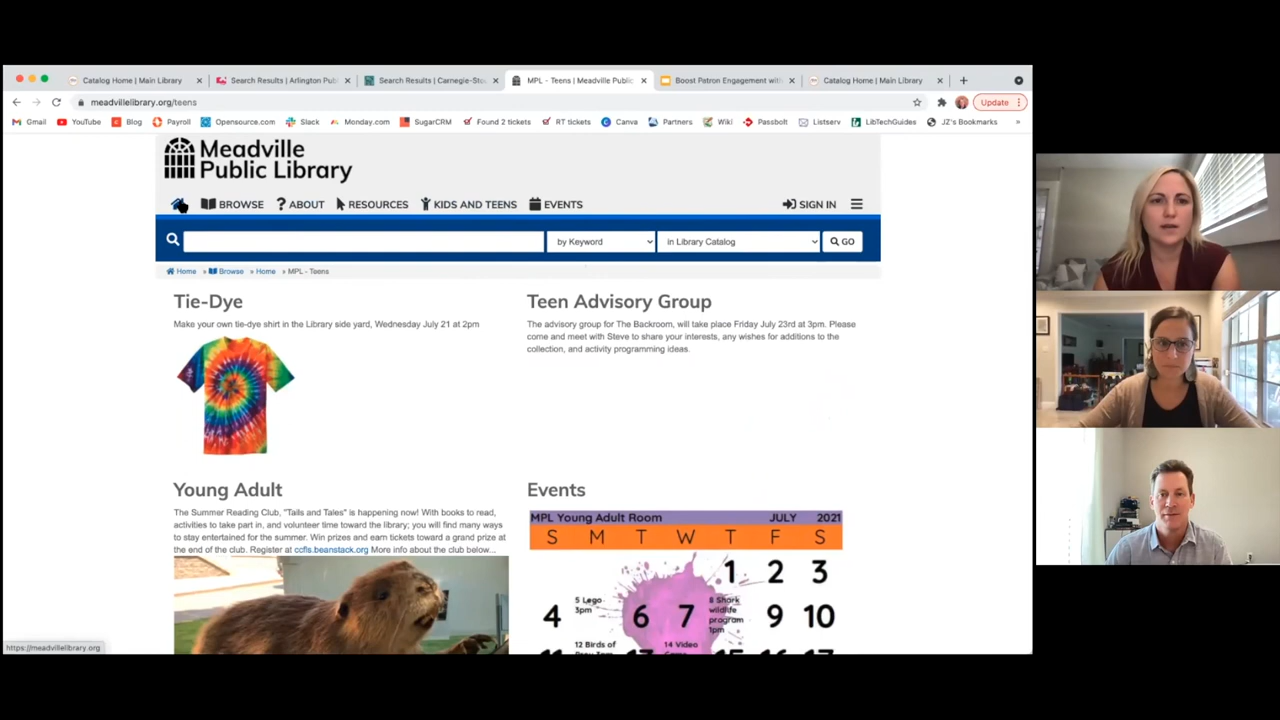 Catalog Home | Main Library
Search Results | Arlington Pub
Search Results | Carnegie-Stou
MPL - Teens | Meadville Public
Boost Patron Engagement with
Catalog Home | Main Library
meadvillelibrary.org/teens
Update
Gmail YouTube Blog Payroll Opensource.com Slack Monday.com SugarCRM Found 2 tickets RT tickets Canva Partners Wiki Passbolt Listserv LibTechGuides JZ's Bookmarks »
Meadville
Public Library
BROWSE ABOUT RESOURCES KIDS AND TEENS EVENTS SIGN IN
by Keyword in Library Catalog GO
Home » Browse » Home » MPL - Teens
Tie-Dye
Make your own tie-dye shirt in the Library side yard, Wednesday July 21 at 2pm
Teen Advisory Group
The advisory group for The Backroom, will take place Friday July 23rd at 3pm. Please
come and meet with Steve to share your interests, any wishes for additions to the
collection, and activity programming ideas.
Young Adult
The Summer Reading Club, "Tails and Tales" is happening now! With books to read,
activities to take part in, and volunteer time toward the library; you will find many ways
to stay entertained for the summer. Win prizes and earn tickets toward a grand prize at
the end of the club. Register at ccfls.beanstack.org More info about the club below...
Events
MPL Young Adult Room JULY 2021
S M T W T F S
1 2 3
4 5 Lego
3pm
6 7 8 Shark
wildlife
program
1pm
9 10
12 Birds of
14 Video
https://meadvillelibrary.org